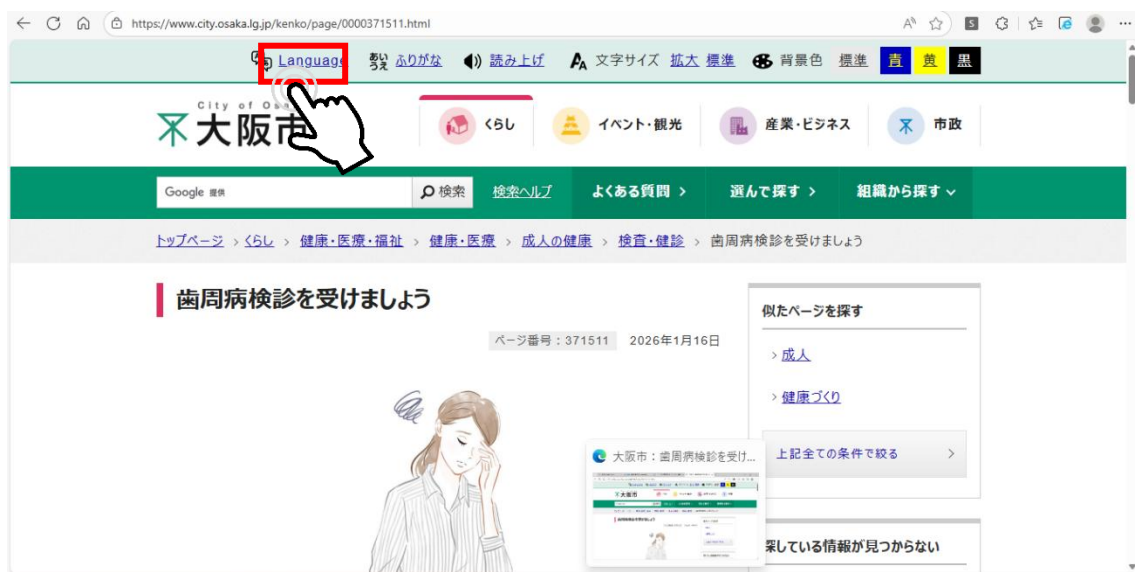 https://www.city.osaka.lg.jp/kenko/page/0000371511.html
Language あいうえ ふりがな 読み上げ AA 文字サイズ 拡大 標準 背景色 標準 青 黄 黒
City of Osa
大阪市 くらし イベント・観光 産業・ビジネス 市政
Google 提供 検索 検索ヘルプ よくある質問 > 選んで探す > 組織から探す
トップページ > くらし > 健康・医療・福祉 > 健康・医療 > 成人の健康 > 検査・健診 > 歯周病検診を受けましょう
歯周病検診を受けましょう
ページ番号：371511 2026年1月16日
似たページを探す
> 成人
> 健康づくり
上記全ての条件で絞る >
大阪市：歯周病検診を受け...
探している情報が見つからない